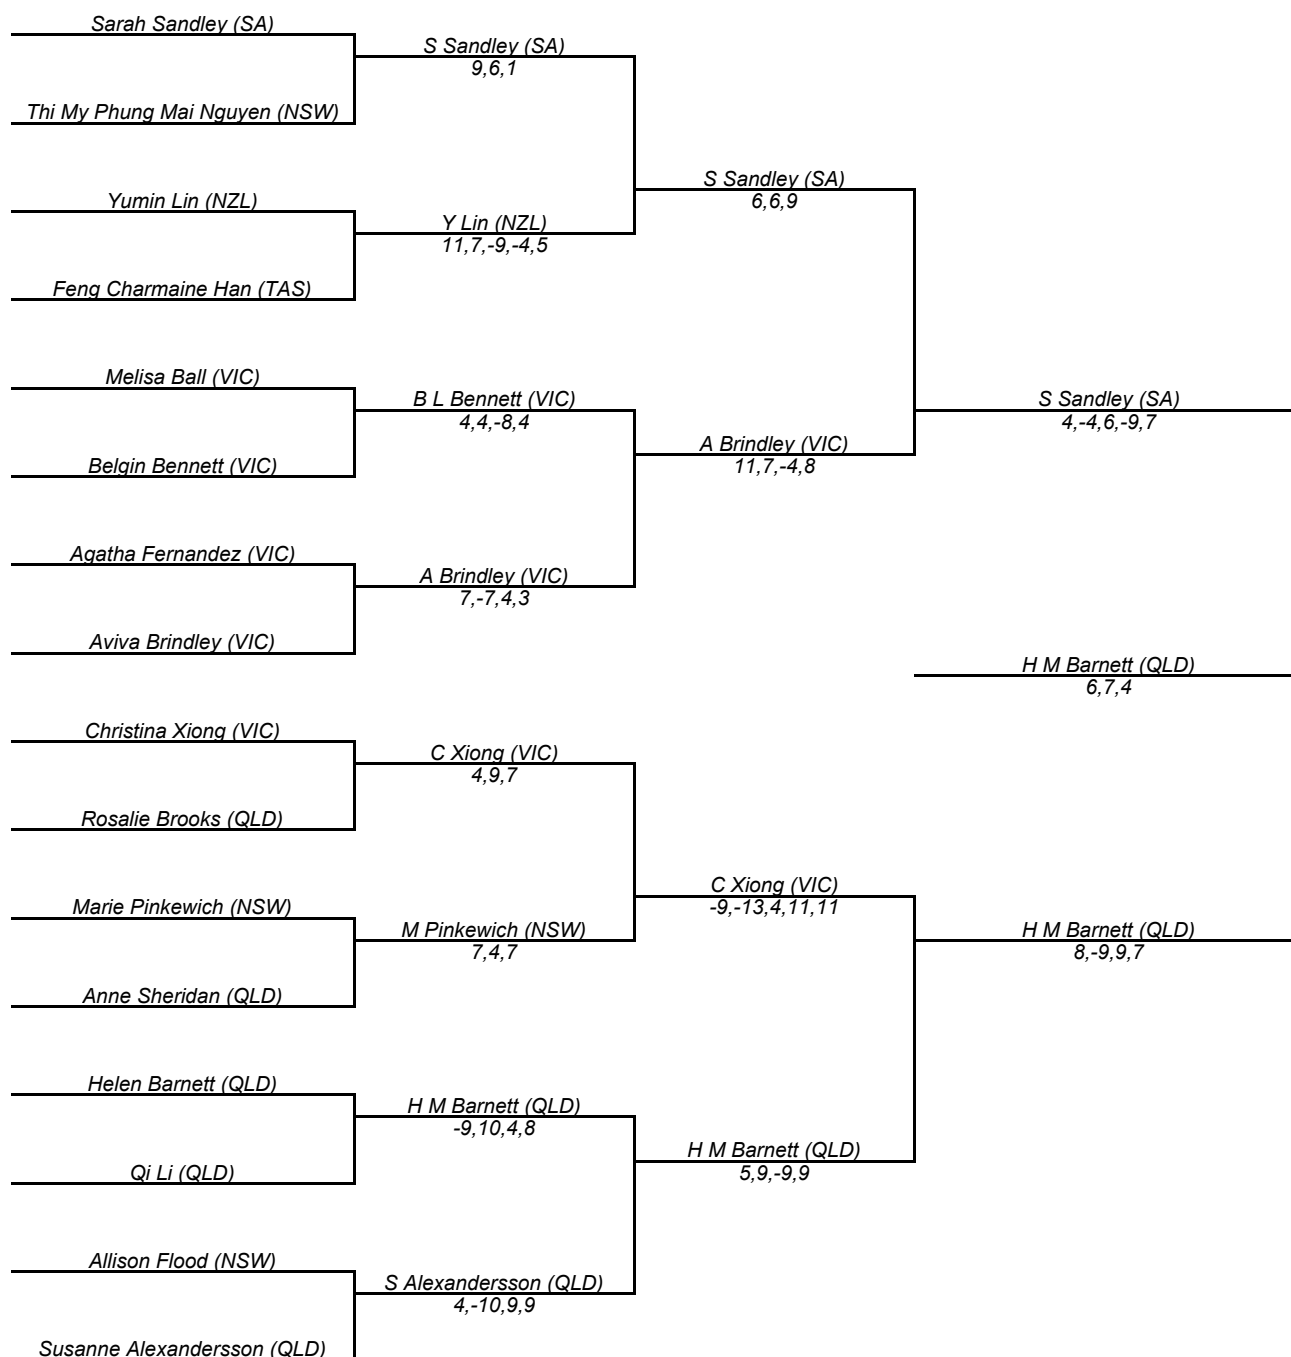 Sarah Sandley (SA)
S Sandley (SA)
9,6,1
Thi My Phung Mai Nguyen (NSW)
S Sandley (SA)
6,6,9
Yumin Lin (NZL)
Y Lin (NZL)
11,7,-9,-4,5
Feng Charmaine Han (TAS)
Melisa Ball (VIC)
B L Bennett (VIC)
4,4,-8,4
S Sandley (SA)
4,-4,6,-9,7
A Brindley (VIC)
11,7,-4,8
Belgin Bennett (VIC)
Agatha Fernandez (VIC)
A Brindley (VIC)
7,-7,4,3
Aviva Brindley (VIC)
H M Barnett (QLD)
6,7,4
Christina Xiong (VIC)
C Xiong (VIC)
4,9,7
Rosalie Brooks (QLD)
C Xiong (VIC)
-9,-13,4,11,11
Marie Pinkewich (NSW)
M Pinkewich (NSW)
7,4,7
H M Barnett (QLD)
8,-9,9,7
Anne Sheridan (QLD)
Helen Barnett (QLD)
H M Barnett (QLD)
-9,10,4,8
H M Barnett (QLD)
5,9,-9,9
Qi Li (QLD)
Allison Flood (NSW)
S Alexandersson (QLD)
4,-10,9,9
Susanne Alexandersson (QLD)